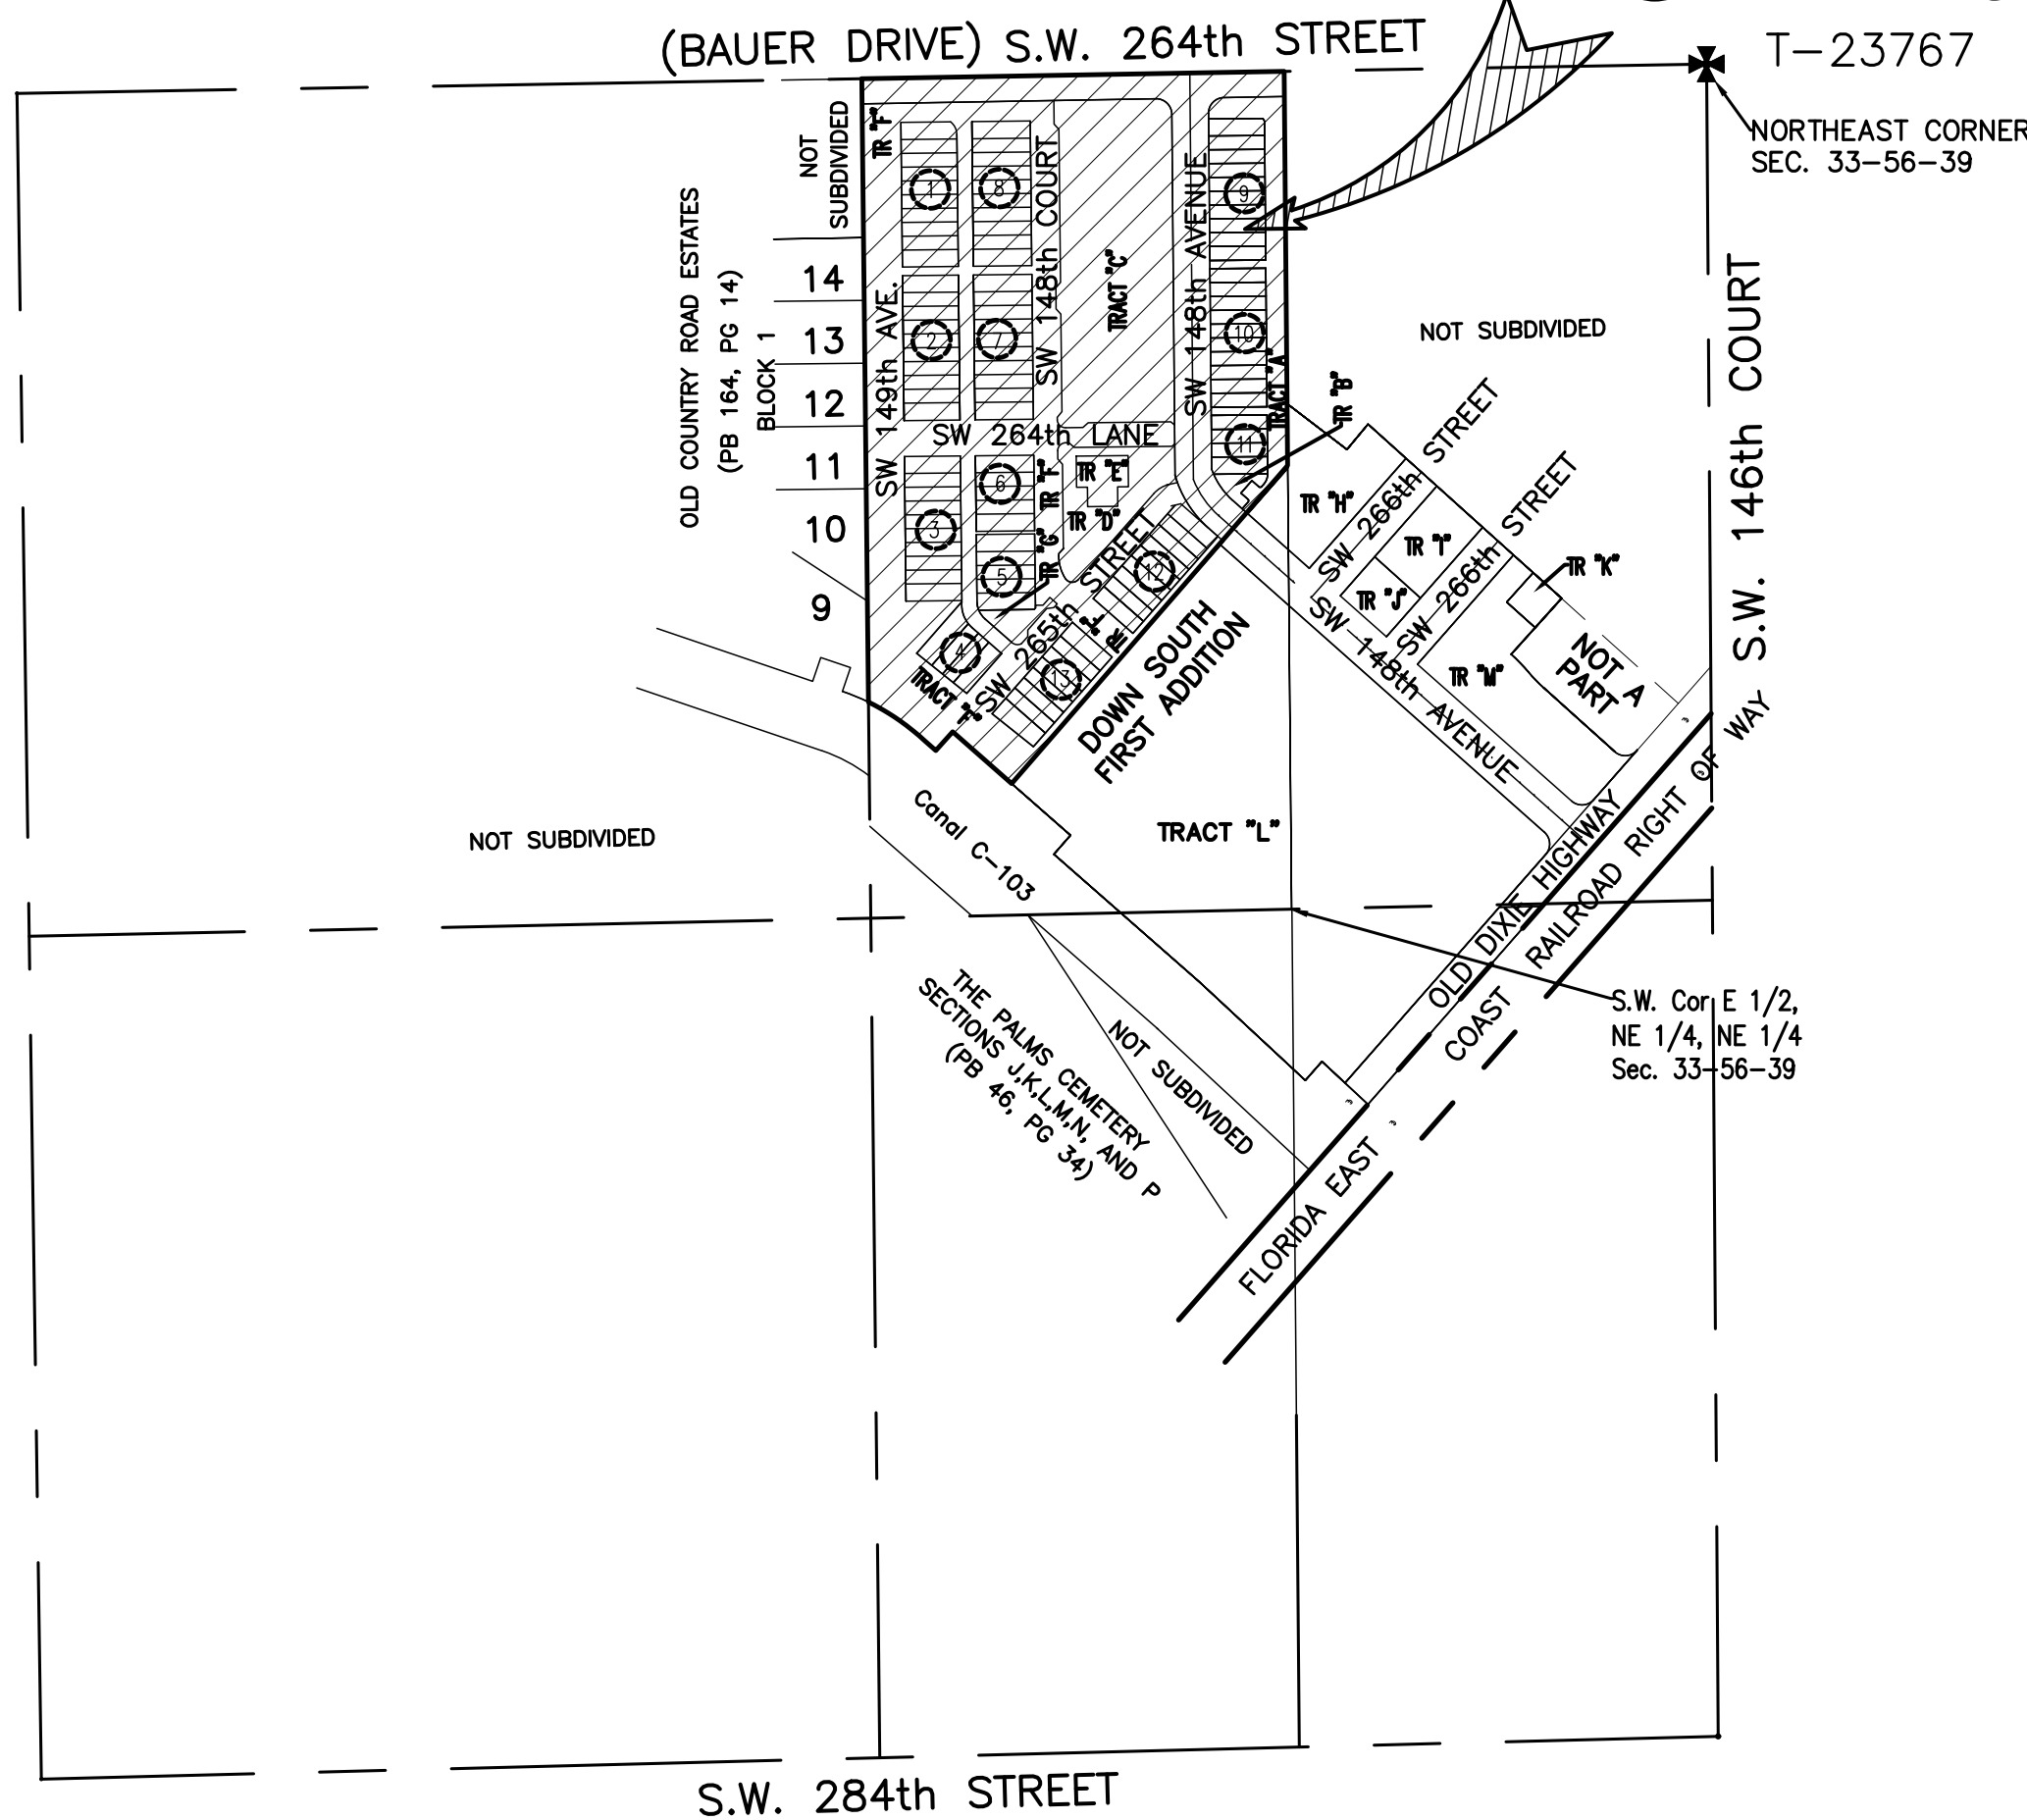 (BAUER DRIVE) S.W. 264th STREET
T-23767
NORTHEAST CORNER
SEC. 33-56-39
NOT
SUBDIVIDED
OLD COUNTRY ROAD ESTATES
(PB 164, PG 14)
BLOCK 1
14
13
12
11
10
9
TR "F"
1
8
9
2
7
10
3
6
11
5
12
4
13
SW 149th AVE.
SW 148th COURT
TRACT "C"
SW 148th AVENUE
TRACT "A"
TR "B"
SW 264th LANE
TR "F"
TR "E"
TR "D"
TR "G"
SW 265th STREET
TR "F"
TRACT "F"
NOT SUBDIVIDED
S.W. 146th COURT
TR "H"
SW 266th STREET
TR "I"
TR "J"
SW 266th STREET
TR "K"
TR "M"
NOT A
PART
SW 148th AVENUE
DOWN SOUTH
FIRST ADDITION
TRACT "L"
Canal C-103
NOT SUBDIVIDED
OLD DIXIE HIGHWAY
FLORIDA EAST COAST RAILROAD RIGHT OF WAY
S.W. Cor E 1/2,
NE 1/4, NE 1/4
Sec. 33-56-39
THE PALMS CEMETERY
SECTIONS J,K,L,M,N, AND P
(PB 46, PG 34)
NOT SUBDIVIDED
S.W. 284th STREET